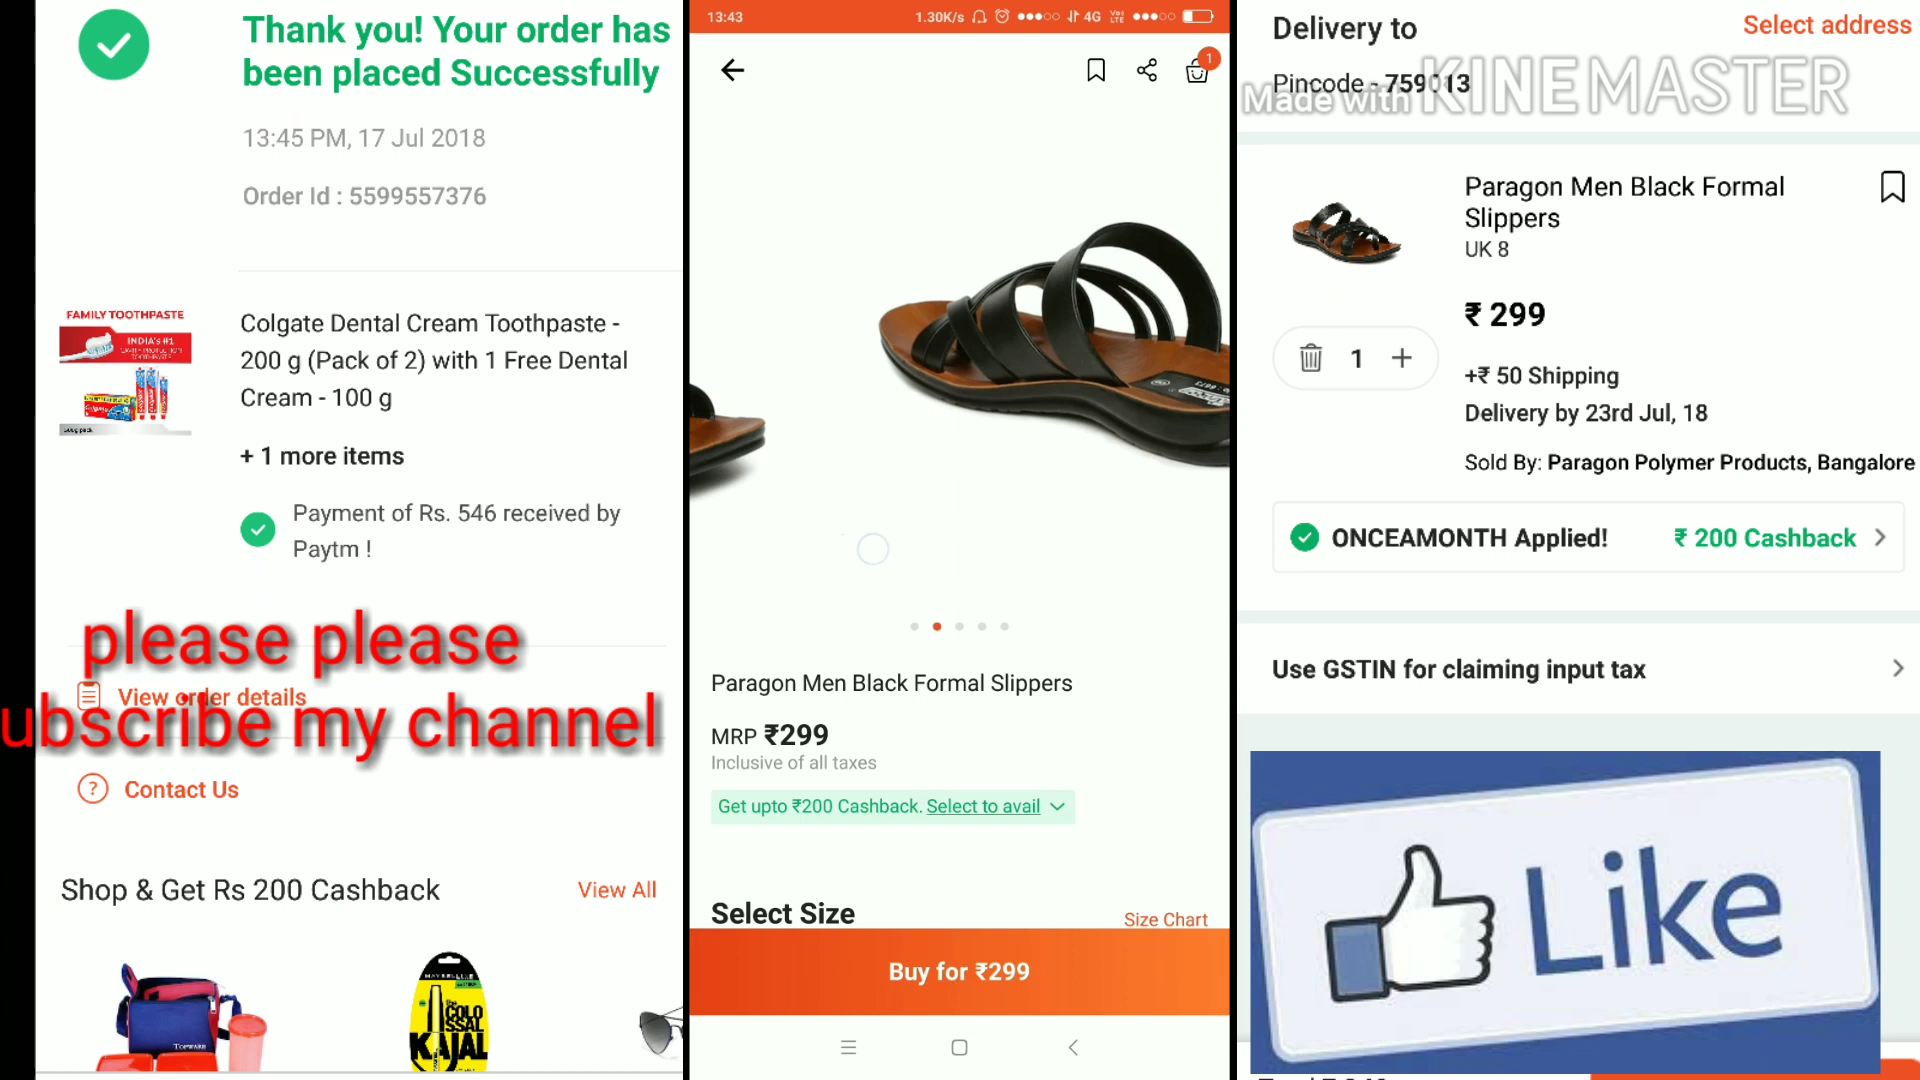 Thank you! Your order has
been placed Successfully
13:45 PM, 17 Jul 2018
Order Id : 5599557376
FAMILY TOOTHPASTE
INDIA's #1
Colgate Dental Cream Toothpaste -
200 g (Pack of 2) with 1 Free Dental
Cream - 100 g
+ 1 more items
Payment of Rs. 546 received by
Paytm !
please please
View order details
ubscribe my channel
Contact Us
Shop & Get Rs 200 Cashback
View All
MAYBELLINE
the
COLO
SSAL
KAJAL
13:43
1.30K/s
4G
1
Paragon Men Black Formal Slippers
MRP ₹299
Inclusive of all taxes
Get upto ₹200 Cashback. Select to avail
Select Size
Size Chart
Buy for ₹299
Delivery to
Select address
Pincode - 759013
Made with KINEMASTER
Paragon Men Black Formal
Slippers
UK 8
₹ 299
1
+₹ 50 Shipping
Delivery by 23rd Jul, 18
Sold By: Paragon Polymer Products, Bangalore
ONCEAMONTH Applied!
₹ 200 Cashback
Use GSTIN for claiming input tax
Like